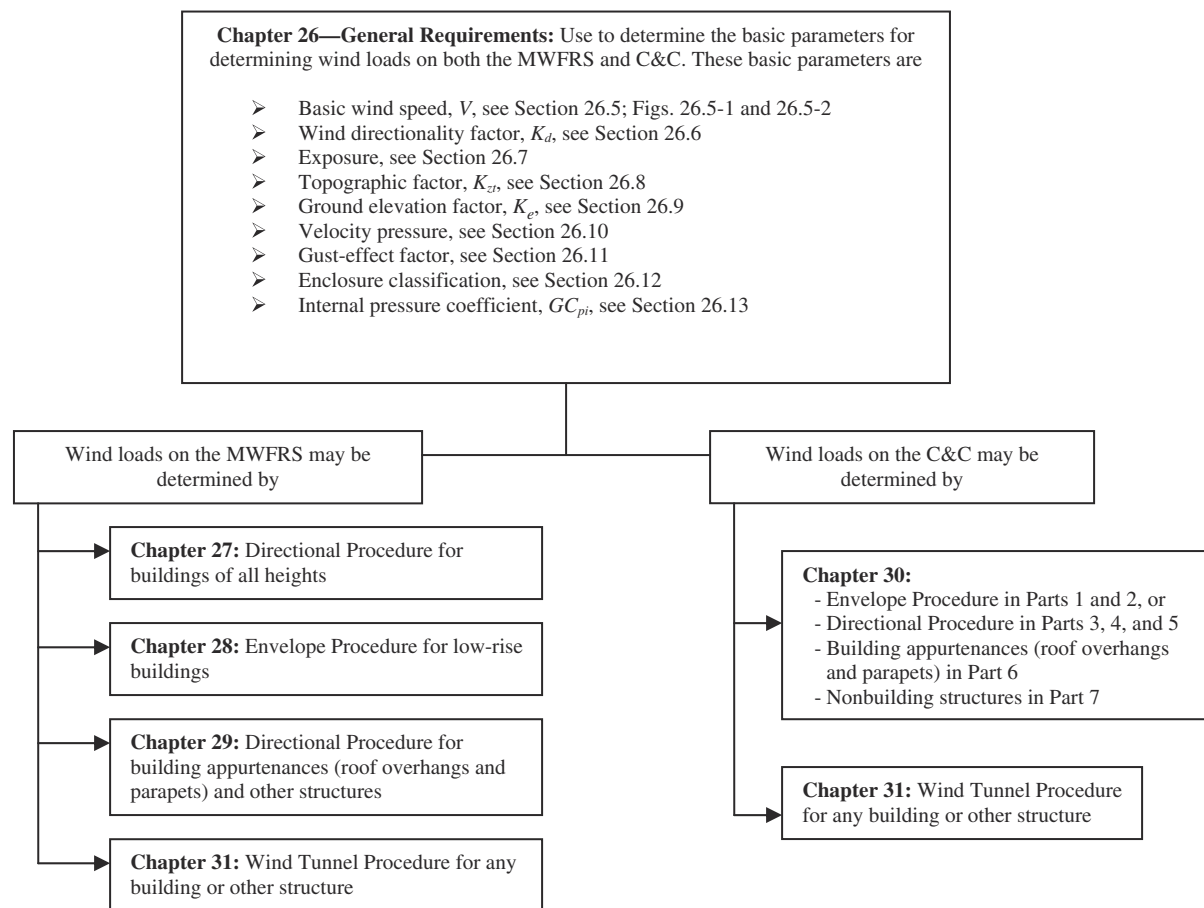 Chapter 26—General Requirements: Use to determine the basic parameters for
determining wind loads on both the MWFRS and C&C. These basic parameters are
➢ Basic wind speed, V, see Section 26.5; Figs. 26.5-1 and 26.5-2
➢ Wind directionality factor, Kd, see Section 26.6
➢ Exposure, see Section 26.7
➢ Topographic factor, Kzt, see Section 26.8
➢ Ground elevation factor, Ke, see Section 26.9
➢ Velocity pressure, see Section 26.10
➢ Gust-effect factor, see Section 26.11
➢ Enclosure classification, see Section 26.12
➢ Internal pressure coefficient, GCpi, see Section 26.13
Wind loads on the MWFRS may be
determined by
Chapter 27: Directional Procedure for
buildings of all heights
Chapter 28: Envelope Procedure for low-rise
buildings
Chapter 29: Directional Procedure for
building appurtenances (roof overhangs and
parapets) and other structures
Chapter 31: Wind Tunnel Procedure for any
building or other structure
Wind loads on the C&C may be
determined by
Chapter 30:
- Envelope Procedure in Parts 1 and 2, or
- Directional Procedure in Parts 3, 4, and 5
- Building appurtenances (roof overhangs
and parapets) in Part 6
- Nonbuilding structures in Part 7
Chapter 31: Wind Tunnel Procedure
for any building or other structure